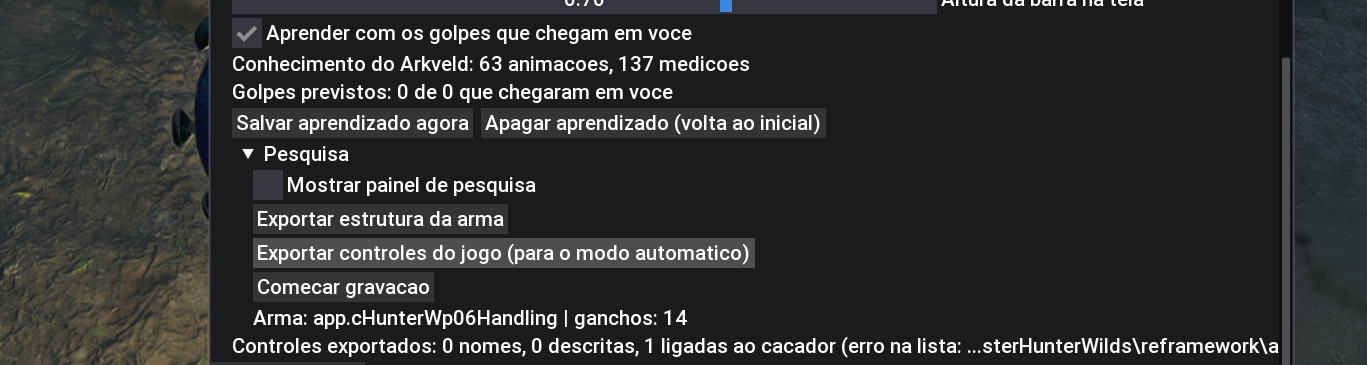 0.70 Altura da barra na tela
Aprender com os golpes que chegam em voce
Conhecimento do Arkveld: 63 animacoes, 137 medicoes
Golpes previstos: 0 de 0 que chegaram em voce
Salvar aprendizado agora Apagar aprendizado (volta ao inicial)
Pesquisa
Mostrar painel de pesquisa
Exportar estrutura da arma
Exportar controles do jogo (para o modo automatico)
Comecar gravacao
Arma: app.cHunterWp06Handling | ganchos: 14
Controles exportados: 0 nomes, 0 descritas, 1 ligadas ao cacador (erro na lista: ...sterHunterWilds\reframework\a